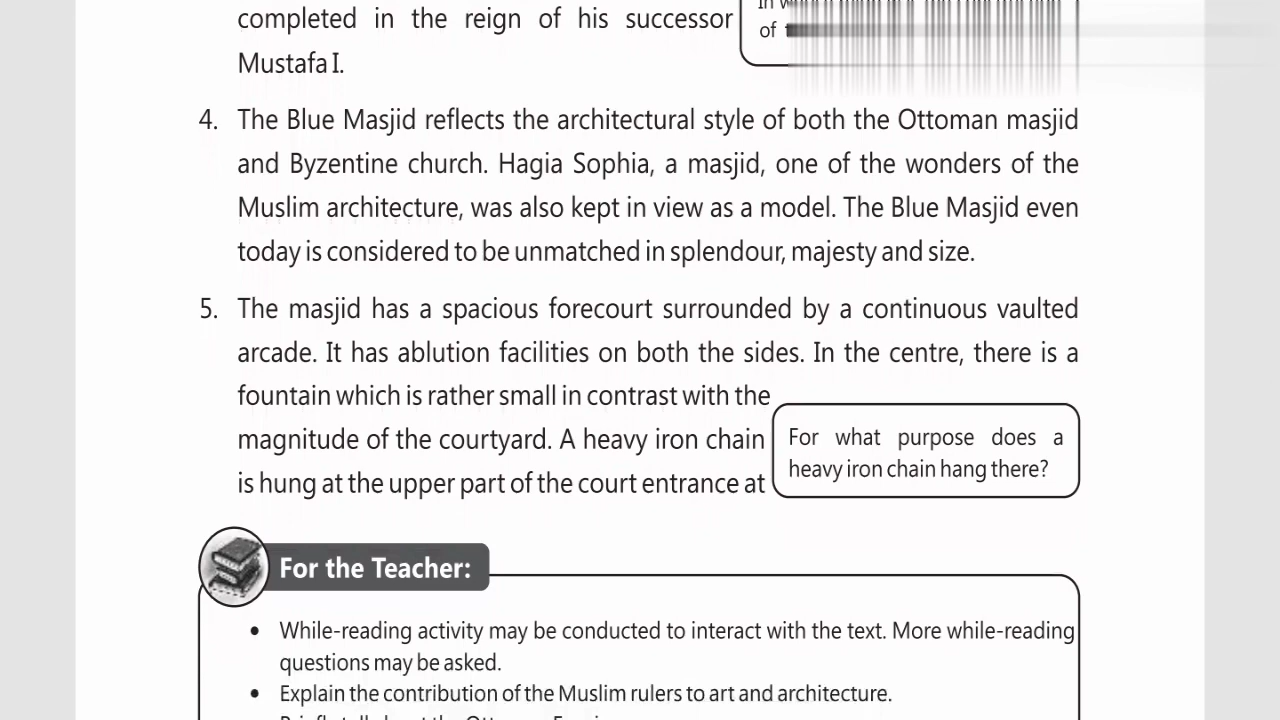 completed in the reign of his successor
Mustafa I.
of
4. The Blue Masjid reflects the architectural style of both the Ottoman masjid
and Byzentine church. Hagia Sophia, a masjid, one of the wonders of the
Muslim architecture, was also kept in view as a model. The Blue Masjid even
today is considered to be unmatched in splendour, majesty and size.
5. The masjid has a spacious forecourt surrounded by a continuous vaulted
arcade. It has ablution facilities on both the sides. In the centre, there is a
fountain which is rather small in contrast with the
magnitude of the courtyard. A heavy iron chain
is hung at the upper part of the court entrance at
For what purpose does a
heavy iron chain hang there?
For the Teacher:
• While-reading activity may be conducted to interact with the text. More while-reading
questions may be asked.
• Explain the contribution of the Muslim rulers to art and architecture.